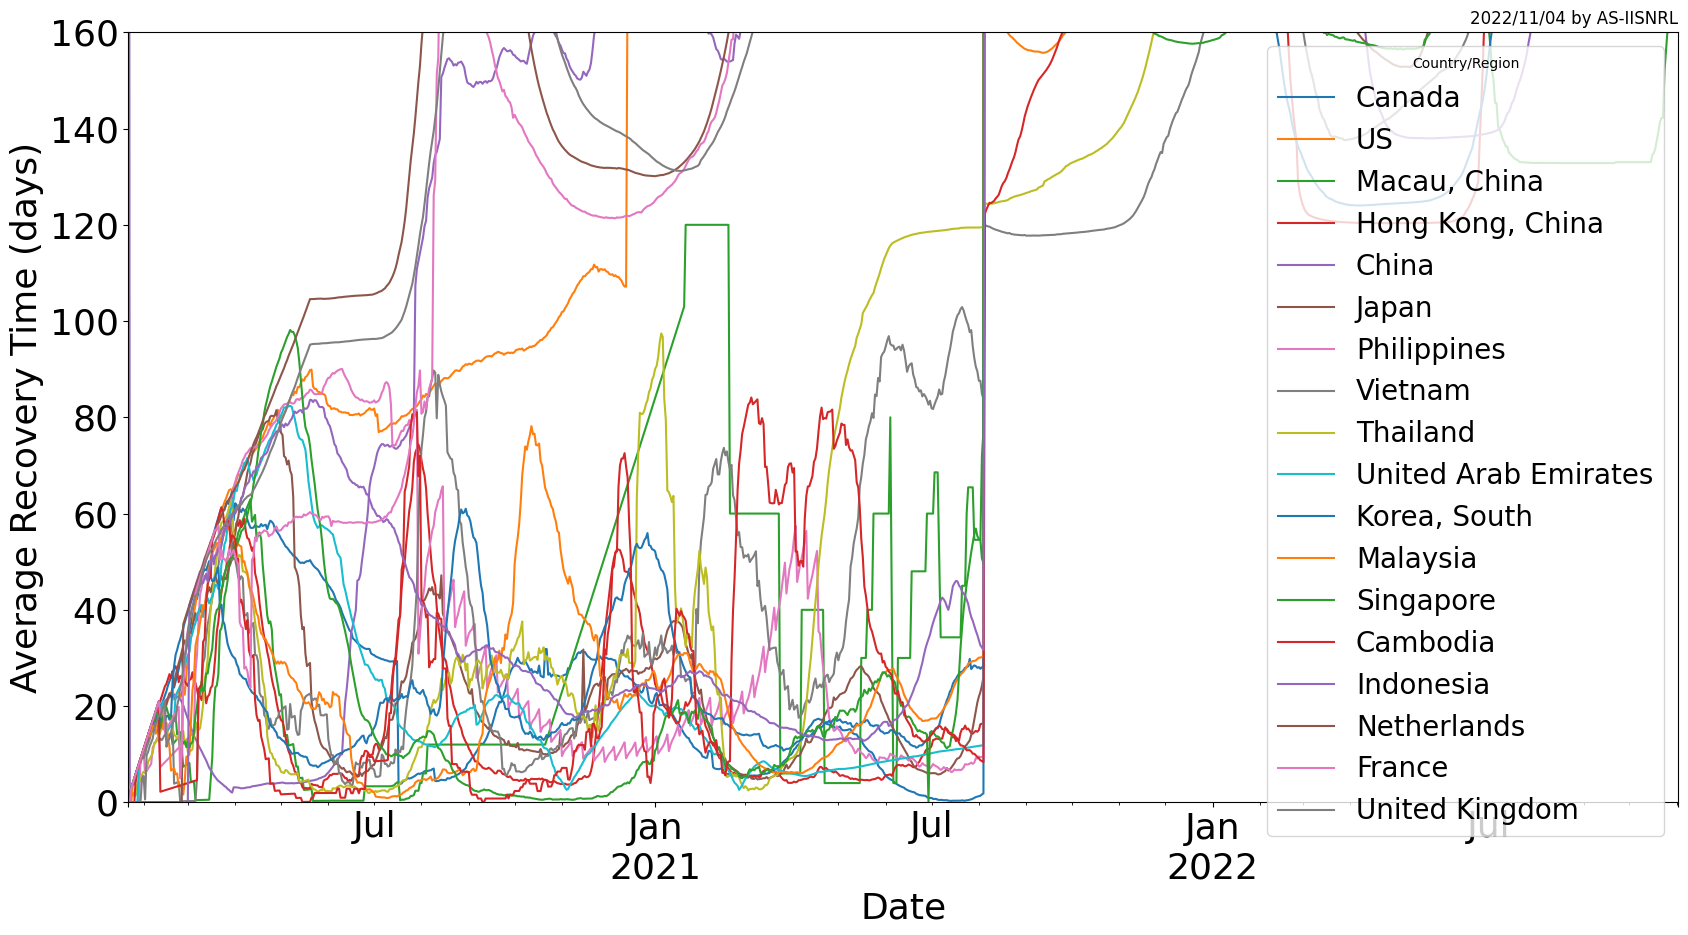 2022/11/04 by AS-IISNRL
160
140
120
100
80
60
40
20
0
Average Recovery Time (days)
Country/Region
Canada
US
Macau, China
Hong Kong, China
China
Japan
Philippines
Vietnam
Thailand
United Arab Emirates
Korea, South
Malaysia
Singapore
Cambodia
Indonesia
Netherlands
France
United Kingdom
Jul
Jan
2021
Jul
Jan
2022
Jul
Date